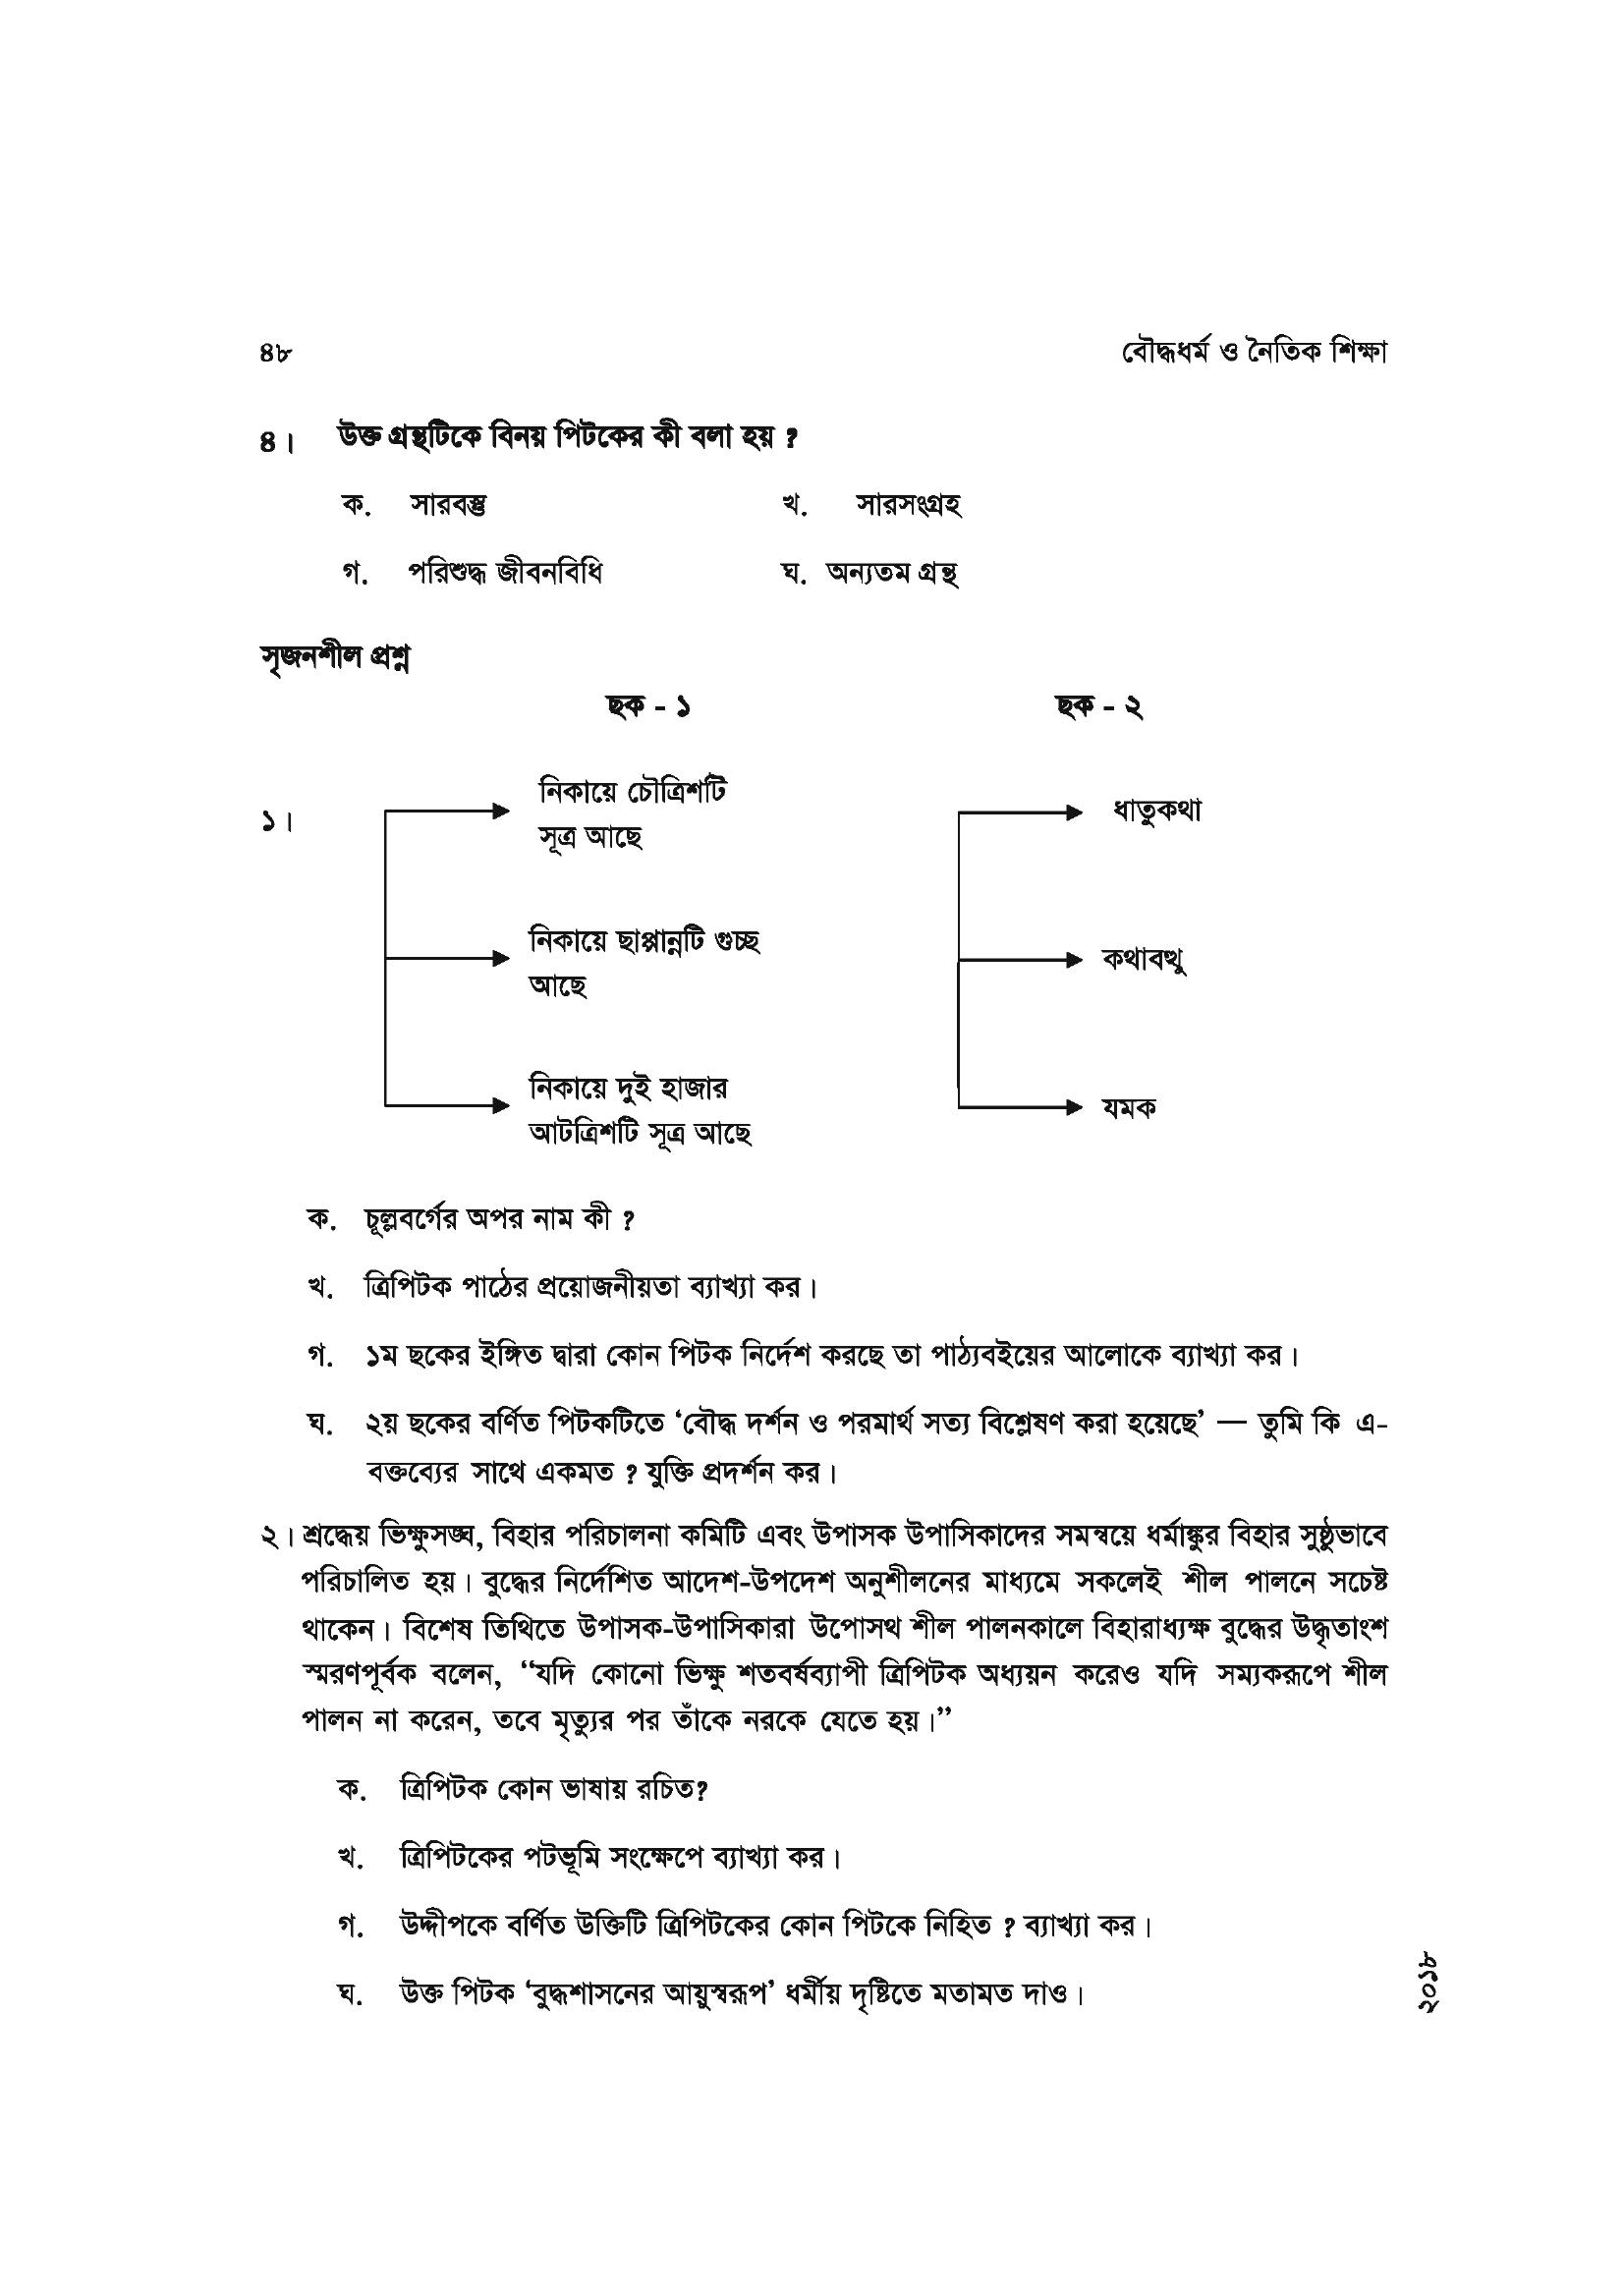 ৪৮ বৌদ্ধধর্ম ও নৈতিক শিক্ষা
৪। উক্ত গ্রন্থটিকে বিনয় পিটকের কী বলা হয় ?
ক. সারবস্তু খ. সারসংগ্রহ
গ. পরিশুদ্ধ জীবনবিধি ঘ. অন্যতম গ্রন্থ
সৃজনশীল প্রশ্ন
ছক - ১ ছক - ২
১।
নিকায়ে চৌত্রিশটি
সূত্র আছে
নিকায়ে ছাপ্পান্নটি গুচ্ছ
আছে
নিকায়ে দুই হাজার
আটত্রিশটি সূত্র আছে
ধাতুকথা
কথাবত্থু
যমক
ক. চূল্লবর্গের অপর নাম কী ?
খ. ত্রিপিটক পাঠের প্রয়োজনীয়তা ব্যাখ্যা কর।
গ. ১ম ছকের ইঙ্গিত দ্বারা কোন পিটক নির্দেশ করছে তা পাঠ্যবইয়ের আলোকে ব্যাখ্যা কর।
ঘ. ২য় ছকের বর্ণিত পিটকটিতে ‘বৌদ্ধ দর্শন ও পরমার্থ সত্য বিশ্লেষণ করা হয়েছে’ — তুমি কি এ-
বক্তব্যের সাথে একমত ? যুক্তি প্রদর্শন কর।
২। শ্রদ্ধেয় ভিক্ষুসঙ্ঘ, বিহার পরিচালনা কমিটি এবং উপাসক উপাসিকাদের সমন্বয়ে ধর্মাঙ্কুর বিহার সুষ্ঠুভাবে
পরিচালিত হয়। বুদ্ধের নির্দেশিত আদেশ-উপদেশ অনুশীলনের মাধ্যমে সকলেই শীল পালনে সচেষ্ট
থাকেন। বিশেষ তিথিতে উপাসক-উপাসিকারা উপোসথ শীল পালনকালে বিহারাধ্যক্ষ বুদ্ধের উদ্ধৃতাংশ
স্মরণপূর্বক বলেন, “যদি কোনো ভিক্ষু শতবর্ষব্যাপী ত্রিপিটক অধ্যয়ন করেও যদি সম্যকরূপে শীল
পালন না করেন, তবে মৃত্যুর পর তাঁকে নরকে যেতে হয়।”
ক. ত্রিপিটক কোন ভাষায় রচিত?
খ. ত্রিপিটকের পটভূমি সংক্ষেপে ব্যাখ্যা কর।
গ. উদ্দীপকে বর্ণিত উক্তিটি ত্রিপিটকের কোন পিটকে নিহিত ? ব্যাখ্যা কর।
ঘ. উক্ত পিটক ‘বুদ্ধশাসনের আয়ুস্বরূপ’ ধর্মীয় দৃষ্টিতে মতামত দাও।
২০১৮